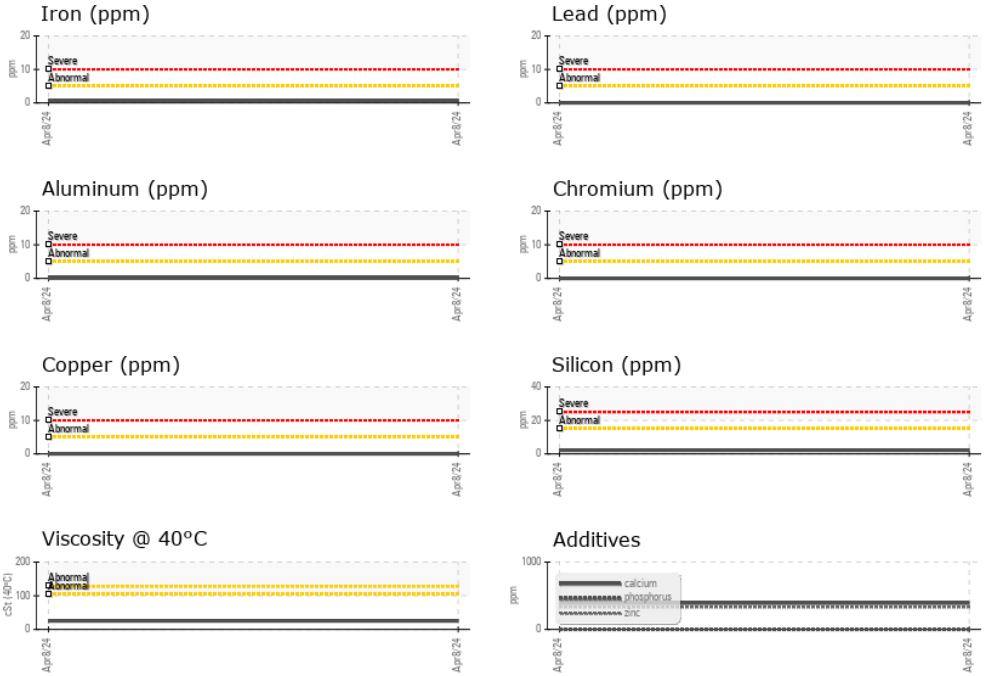 Iron (ppm)
20
10
0
ppm
Severe
Abnormal
Apr8/24
Apr8/24
Lead (ppm)
20
10
0
ppm
Severe
Abnormal
Apr8/24
Apr8/24
Aluminum (ppm)
20
10
0
ppm
Severe
Abnormal
Apr8/24
Apr8/24
Chromium (ppm)
20
10
0
ppm
Severe
Abnormal
Apr8/24
Apr8/24
Copper (ppm)
20
10
0
ppm
Severe
Abnormal
Apr8/24
Apr8/24
Silicon (ppm)
40
20
0
ppm
Severe
Abnormal
Apr8/24
Apr8/24
Viscosity @ 40°C
200
100
0
cSt (40°C)
Abnormal
Abnormal
Apr8/24
Apr8/24
Additives
1000
500
0
ppm
calcium
phosphorus
zinc
Apr8/24
Apr8/24